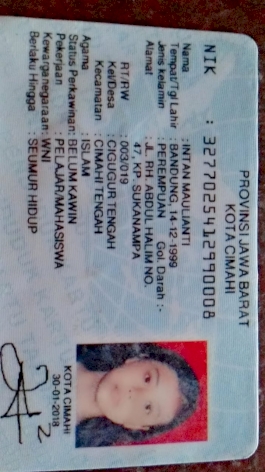 PROVINSI JAWA BARAT
KOTA CIMAHI
NIK : 3277025412990008
Nama : INTAN MAULIANTI
Tempat/Tgl Lahir : BANDUNG, 14-12-1999
Jenis kelamin : PEREMPUAN Gol. Darah :-
Alamat : JL. RH. ABDUL HALIM NO.
47, KP. SUKANAMPA
RT/RW : 003/019
Kel/Desa : CIGUGUR TENGAH
Kecamatan : CIMAHI TENGAH
Agama : ISLAM
Status Perkawinan: BELUM KAWIN
Pekerjaan : PELAJAR/MAHASISWA
Kewarganegaraan: WNI
Berlaku Hingga : SEUMUR HIDUP
KOTA CIMAHI
30-01-2018